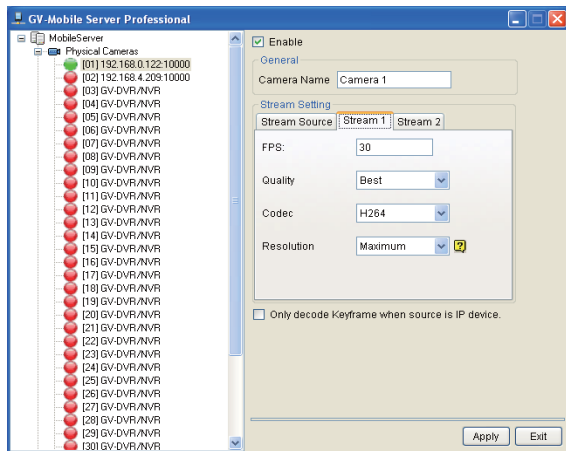 GV-Mobile Server Professional
MobileServer
Physical Cameras
[01] 192.168.0.122:10000
[02] 192.168.4.209:10000
[03] GV-DVR/NVR
[04] GV-DVR/NVR
[05] GV-DVR/NVR
[06] GV-DVR/NVR
[07] GV-DVR/NVR
[08] GV-DVR/NVR
[09] GV-DVR/NVR
[10] GV-DVR/NVR
[11] GV-DVR/NVR
[12] GV-DVR/NVR
[13] GV-DVR/NVR
[14] GV-DVR/NVR
[15] GV-DVR/NVR
[16] GV-DVR/NVR
[17] GV-DVR/NVR
[18] GV-DVR/NVR
[19] GV-DVR/NVR
[20] GV-DVR/NVR
[21] GV-DVR/NVR
[22] GV-DVR/NVR
[23] GV-DVR/NVR
[24] GV-DVR/NVR
[25] GV-DVR/NVR
[26] GV-DVR/NVR
[27] GV-DVR/NVR
[28] GV-DVR/NVR
[29] GV-DVR/NVR
[30] GV-DVR/NVR
Enable
General
Camera Name Camera 1
Stream Setting
Stream Source Stream 1 Stream 2
FPS: 30
Quality Best
Codec H264
Resolution Maximum ?
Only decode Keyframe when source is IP device.
Apply Exit